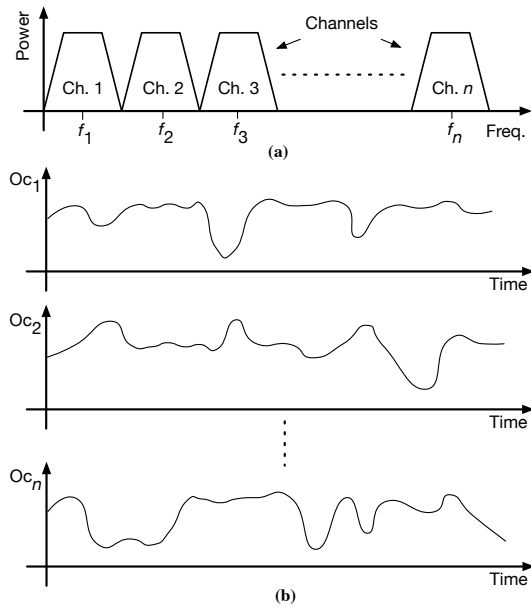 Power
Channels
Ch. 1 Ch. 2 Ch. 3 Ch. n
f1 f2 f3 fn Freq.
(a)
Oc1
Time
Oc2
Time
Ocn
Time
(b)